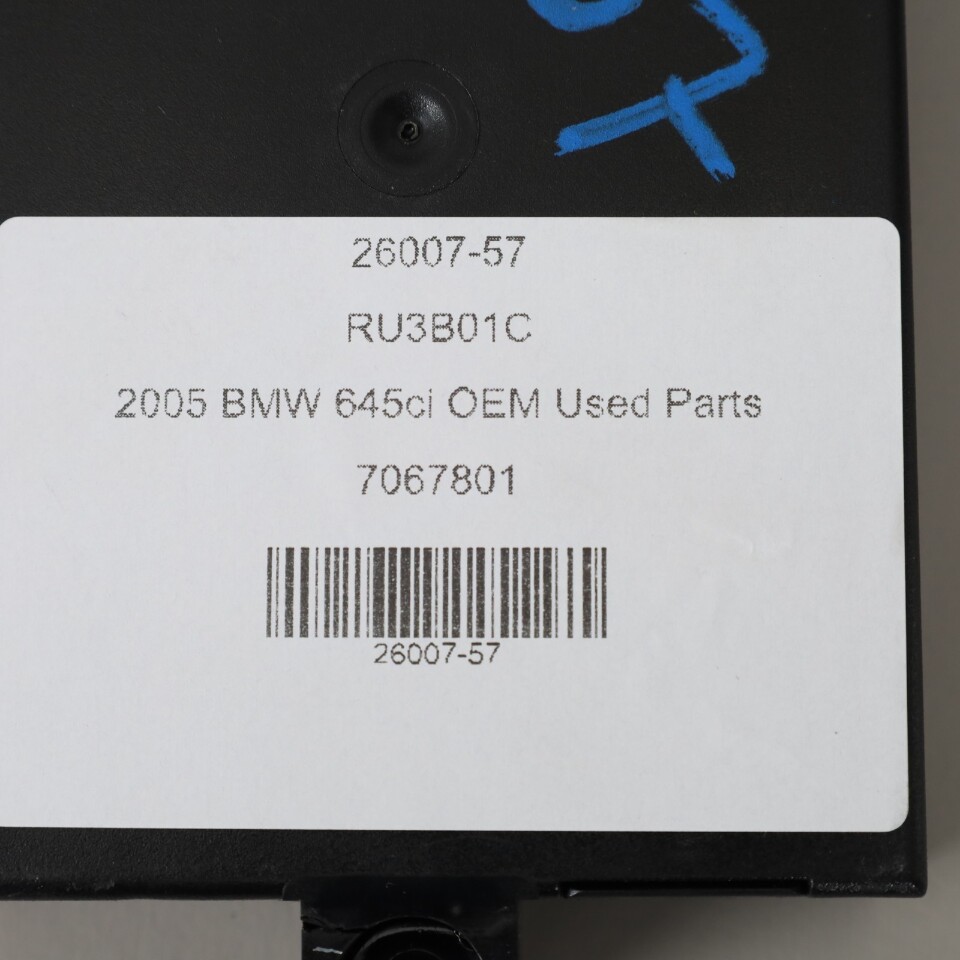 26007-57
RU3B01C
2005 BMW 645ci OEM Used Parts
7067801
26007-57